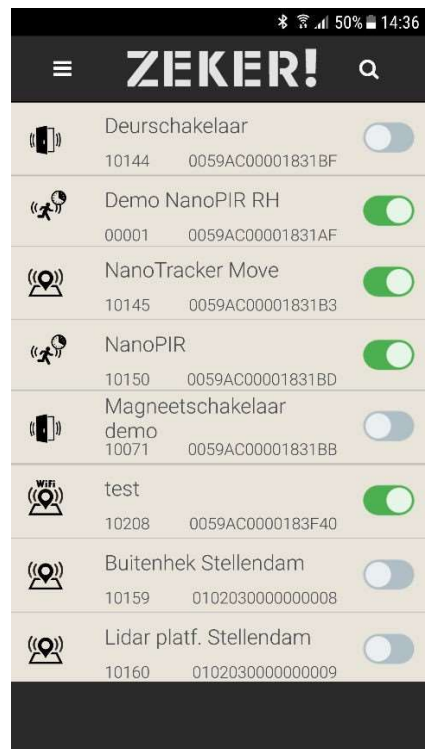 50% 14:36
ZEKER!
Deurschakelaar
10144 0059AC00001831BF
Demo NanoPIR RH
00001 0059AC00001831AF
NanoTracker Move
10145 0059AC00001831B3
NanoPIR
10150 0059AC00001831BD
Magneetschakelaar
demo
10071 0059AC00001831BB
WiFi
test
10208 0059AC0000183F40
Buitenhek Stellendam
10159 0102030000000008
Lidar platf. Stellendam
10160 0102030000000009